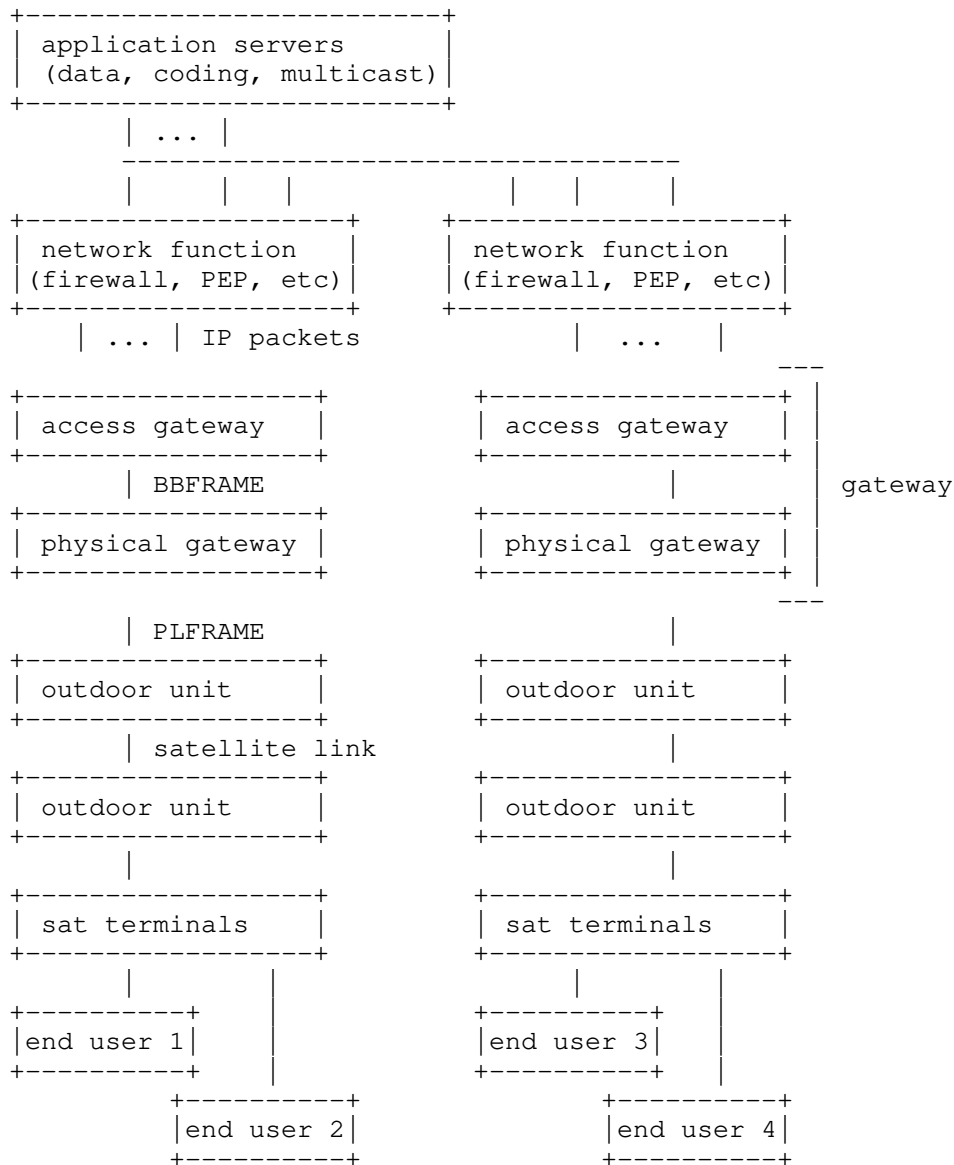 application servers
(data, coding, multicast)
...
network function network function
(firewall, PEP, etc) (firewall, PEP, etc)
... IP packets ...
access gateway access gateway
BBFRAME gateway
physical gateway physical gateway
PLFRAME
outdoor unit outdoor unit
satellite link
outdoor unit outdoor unit
sat terminals sat terminals
end user 1 end user 3
end user 2 end user 4